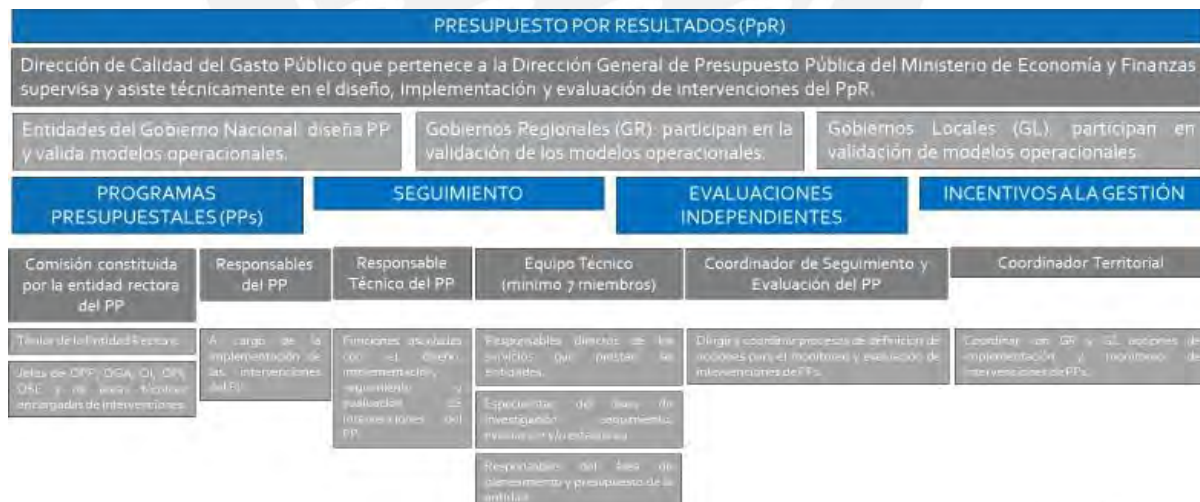 PRESUPUESTO POR RESULTADOS (PpR)
Dirección de Calidad del Gasto Público que pertenece a la Dirección General de Presupuesto Pública del Ministerio de Economía y Finanzas
supervisa y asiste técnicamente en el diseño, implementación y evaluación de intervenciones del PpR.
Entidades del Gobierno Nacional diseña PP
y valida modelos operacionales.
Gobiernos Regionales (GR) participan en la
validación de los modelos operacionales.
Gobiernos Locales (GL) participan en
validación de modelos operacionales
PROGRAMAS
PRESUPUESTALES (PPs)
SEGUIMIENTO
EVALUACIONES
INDEPENDIENTES
INCENTIVOS A LA GESTIÓN
Comisión constituida
por la entidad rectora
del PP
Responsables
del PP
Responsable
Técnico del PP
Equipo Técnico
(mínimo 7 miembros)
Coordinador de Seguimiento y
Evaluación del PP
Coordinador Territorial
Titular de la Entidad Rectora
Jefes de OPP, OGA, OI, OPI,
y de áreas técnicas
encargadas de intervenciones
A cargo de la
implementación de
las intervenciones
del PP
Funciones asociadas
con el diseño,
implementación,
seguimiento y
evaluación de
intervenciones del
PP.
Responsables directos de los
servicios que prestan las
entidades.
Especialistas del área de
investigación, seguimiento,
evaluación y/o estadística
Responsables del área de
planeamiento y presupuesto de la
entidad
Dirigir y coordinar procesos de definición de
acciones para el monitoreo y evaluación de
intervenciones de PPs.
Coordinar con GR y GL acciones de
implementación y monitoreo de
intervenciones de PPs.